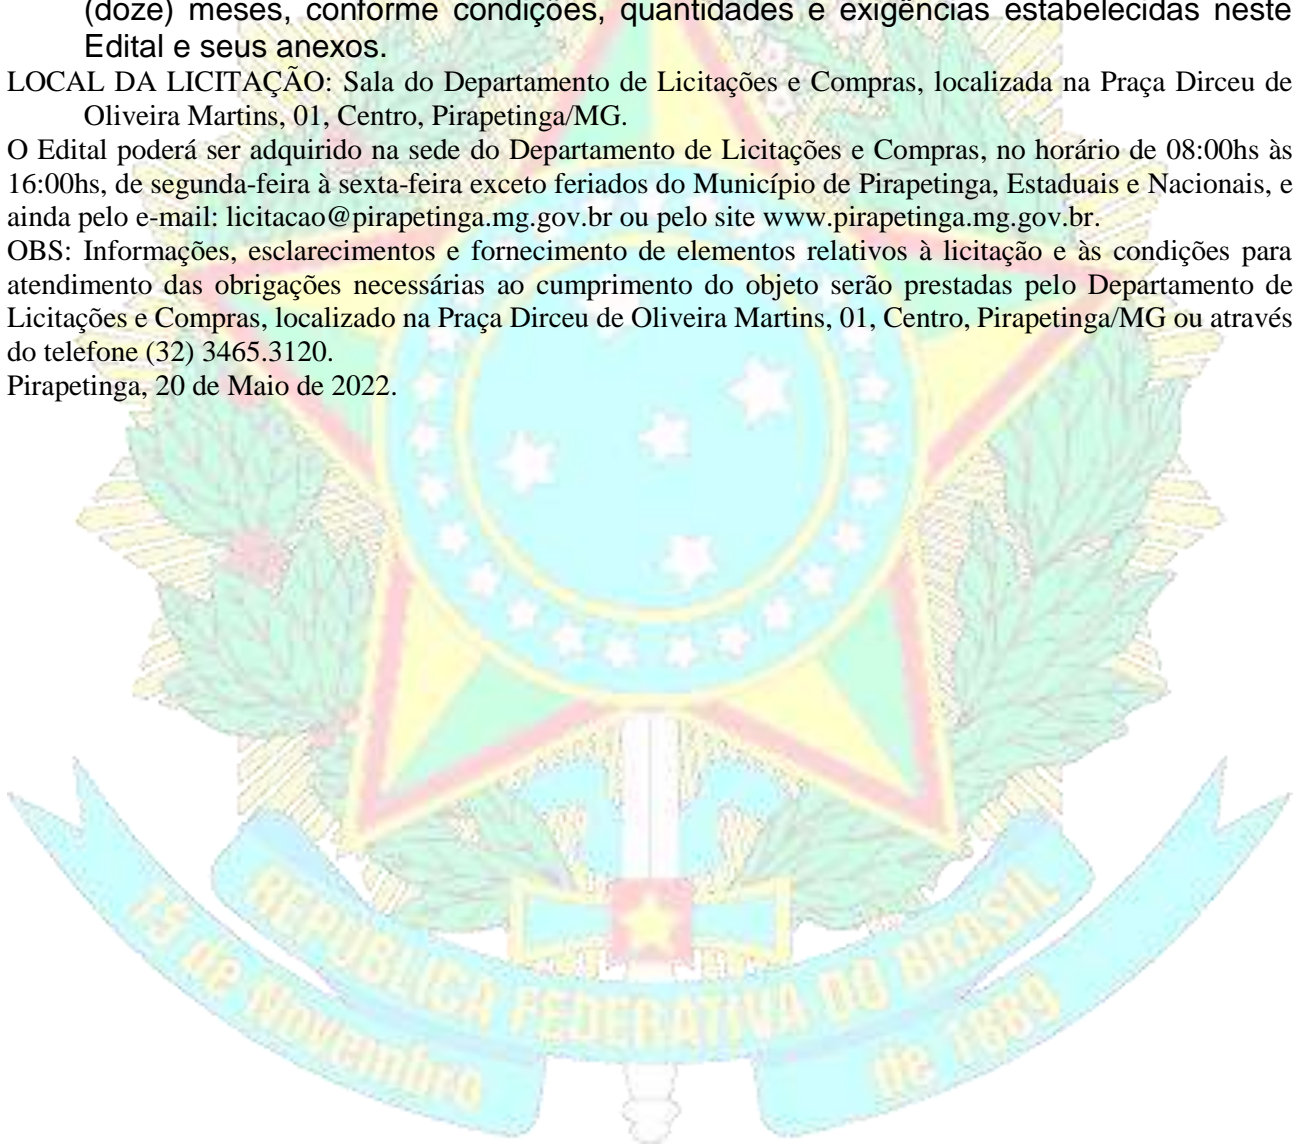 (doze) meses, conforme condições, quantidades e exigências estabelecidas neste
Edital e seus anexos.
LOCAL DA LICITAÇÃO: Sala do Departamento de Licitações e Compras, localizada na Praça Dirceu de
Oliveira Martins, 01, Centro, Pirapetinga/MG.
O Edital poderá ser adquirido na sede do Departamento de Licitações e Compras, no horário de 08:00hs às
16:00hs, de segunda-feira à sexta-feira exceto feriados do Município de Pirapetinga, Estaduais e Nacionais, e
ainda pelo e-mail: licitacao@pirapetinga.mg.gov.br ou pelo site www.pirapetinga.mg.gov.br.
OBS: Informações, esclarecimentos e fornecimento de elementos relativos à licitação e às condições para
atendimento das obrigações necessárias ao cumprimento do objeto serão prestadas pelo Departamento de
Licitações e Compras, localizado na Praça Dirceu de Oliveira Martins, 01, Centro, Pirapetinga/MG ou através
do telefone (32) 3465.3120.
Pirapetinga, 20 de Maio de 2022.
REPÚBLICA FEDERATIVA DO BRASIL
15 de Novembro
de 1889